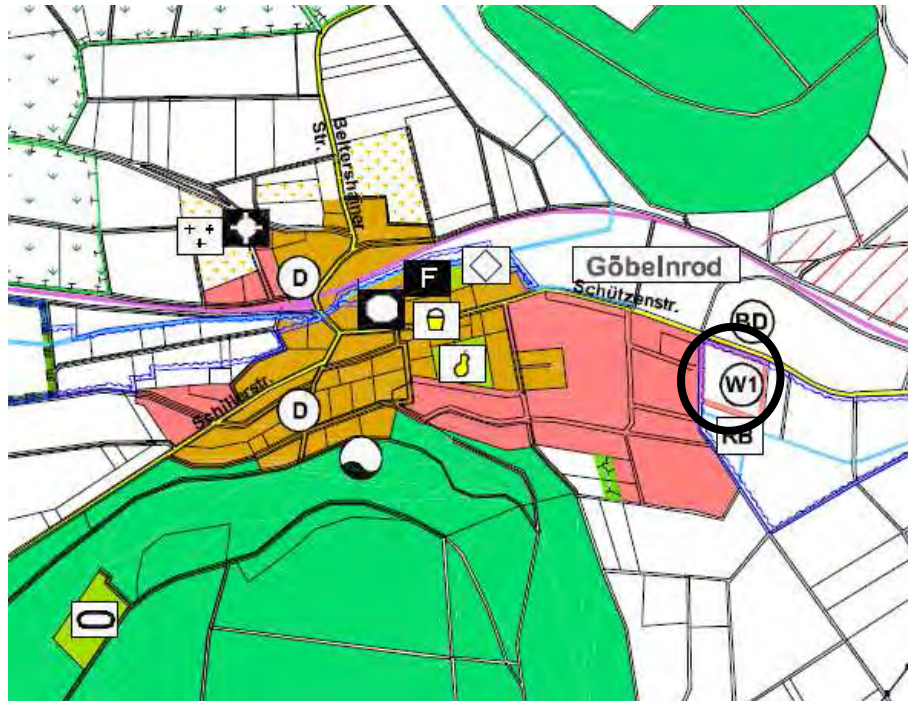 Beltershainer
Str.
D
F
Göbelnrod
Schützenstr.
BD
W1
RB
Schillerstr.
D